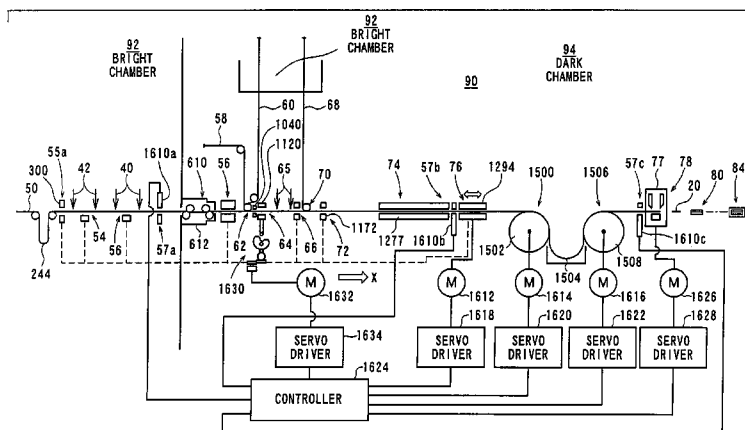 92
BRIGHT
CHAMBER
92
BRIGHT
CHAMBER
94
DARK
CHAMBER
90
58
60
68
1040
1120
55a
42
40
1610a
610
56
65
70
74
57b
76
1294
1500
1506
57c
77
78
300
50
20
80
84
54
56
57a
612
62
64
66
72
1172
1277
1610b
1502
1504
1508
1610c
244
1630
M
X
1632
M
1612
M
1614
M
1616
M
1626
SERVO
DRIVER
1634
SERVO
DRIVER
1618
SERVO
DRIVER
1620
SERVO
DRIVER
1622
SERVO
DRIVER
1628
1624
CONTROLLER